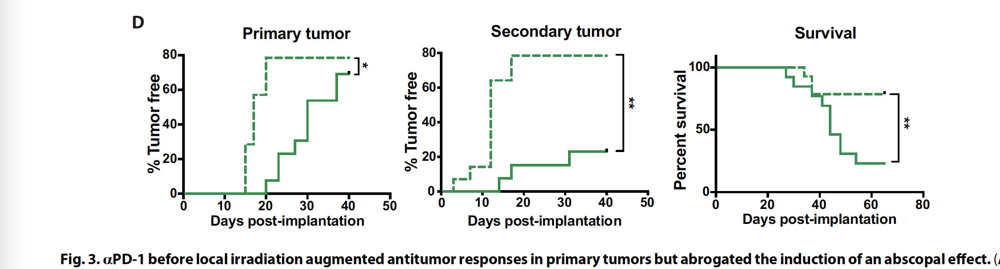 D
Primary tumor
Secondary tumor
Survival
% Tumor free
80
60
40
20
0
0 10 20 30 40 50
Days post-implantation
*
% Tumor free
80
60
40
20
0
0 10 20 30 40 50
Days post-implantation
**
Percent survival
100
50
0
0 20 40 60 80
Days post-implantation
**
Fig. 3. αPD-1 before local irradiation augmented antitumor responses in primary tumors but abrogated the induction of an abscopal effect. (